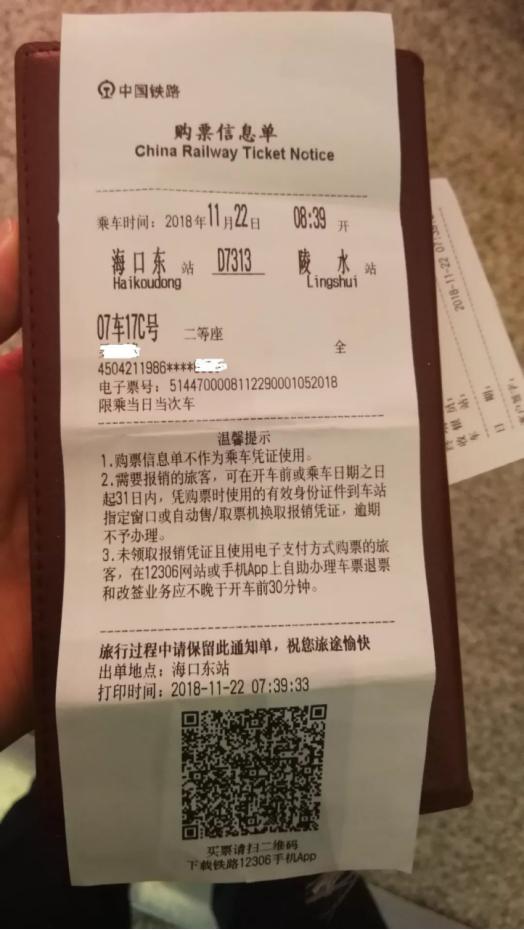 中国铁路
购票信息单
China Railway Ticket Notice
乘车时间: 2018年11月22日 08:39 开
海口东 站 D7313 陵水 站
Haikoudong Lingshui
07车17C号 二等座 全
4504211986****
电子票号: 5144700008112290001052018
限乘当日当次车
温馨提示
1.购票信息单不作为乘车凭证使用。
2.需要报销的旅客，可在开车前或乘车日期之日
起31日内，凭购票时使用的有效身份证件到车站
指定窗口或自动售/取票机换取报销凭证，逾期
不予办理。
3.未领取报销凭证且使用电子支付方式购票的旅
客，在12306网站或手机App上自助办理车票退票
和改签业务应不晚于开车前30分钟。
旅行过程中请保留此通知单，祝您旅途愉快
出单地点: 海口东站
打印时间: 2018-11-22 07:39:33
买票请扫二维码
下载铁路12306手机App
2018-11-22 07:3
收银
车
站:
日期: